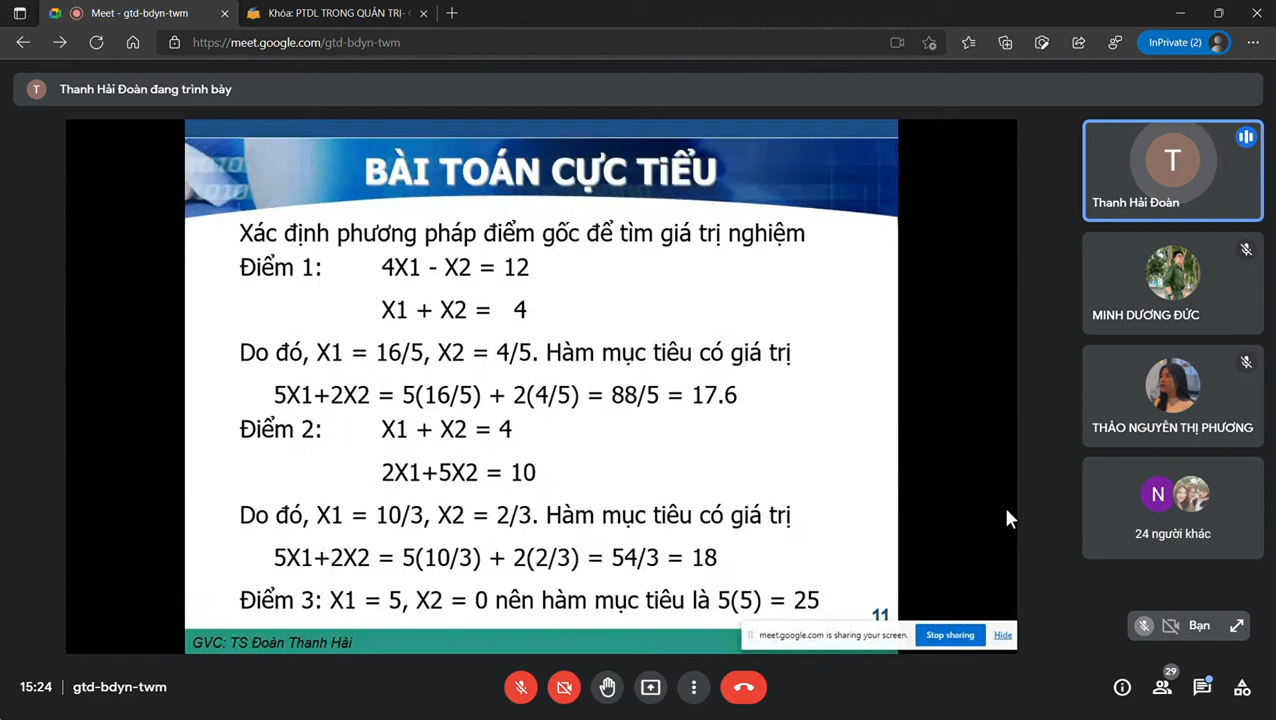 Meet - gtd-bdyn-twm
Khóa: PTDL TRONG QUẢN TRỊ- C
https://meet.google.com/gtd-bdyn-twm
InPrivate (2)
T
Thanh Hải Đoàn đang trình bày
BÀI TOÁN CỰC TiỂU
Xác định phương pháp điểm gốc để tìm giá trị nghiệm
Điểm 1: 4X1 - X2 = 12
X1 + X2 = 4
Do đó, X1 = 16/5, X2 = 4/5. Hàm mục tiêu có giá trị
5X1+2X2 = 5(16/5) + 2(4/5) = 88/5 = 17.6
Điểm 2: X1 + X2 = 4
2X1+5X2 = 10
Do đó, X1 = 10/3, X2 = 2/3. Hàm mục tiêu có giá trị
5X1+2X2 = 5(10/3) + 2(2/3) = 54/3 = 18
Điểm 3: X1 = 5, X2 = 0 nên hàm mục tiêu là 5(5) = 25
11
GVC: TS Đoàn Thanh Hải
meet.google.com is sharing your screen.
Stop sharing
Hide
T
Thanh Hải Đoàn
MINH DƯƠNG ĐỨC
THẢO NGUYỄN THỊ PHƯƠNG
N
24 người khác
Bạn
15:24
gtd-bdyn-twm
29